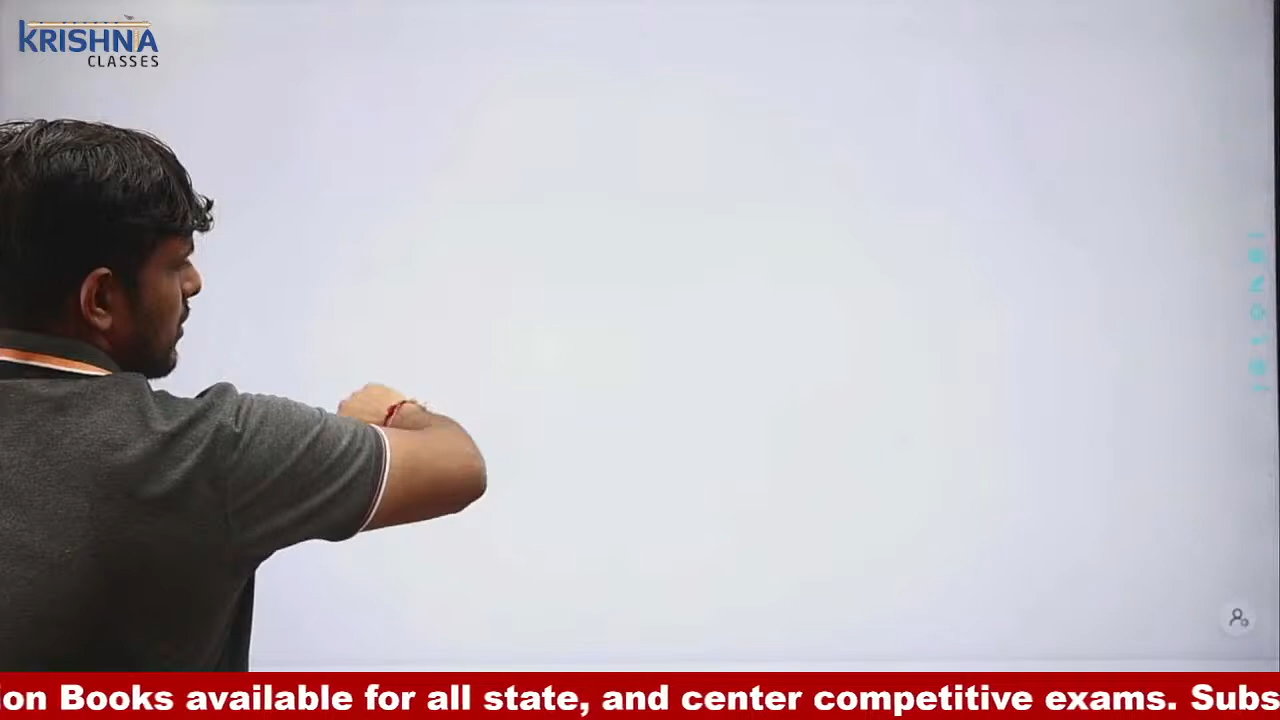 KRISHNA
CLASSES
ion Books available for all state, and center competitive exams. Subs